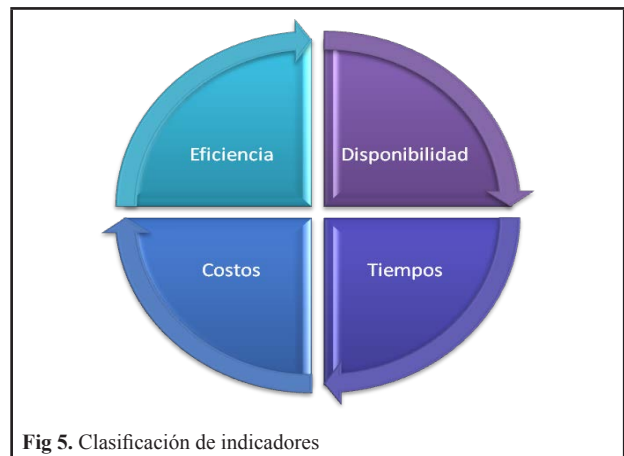 Eficiencia
Disponibilidad
Costos
Tiempos
Fig 5. Clasificación de indicadores